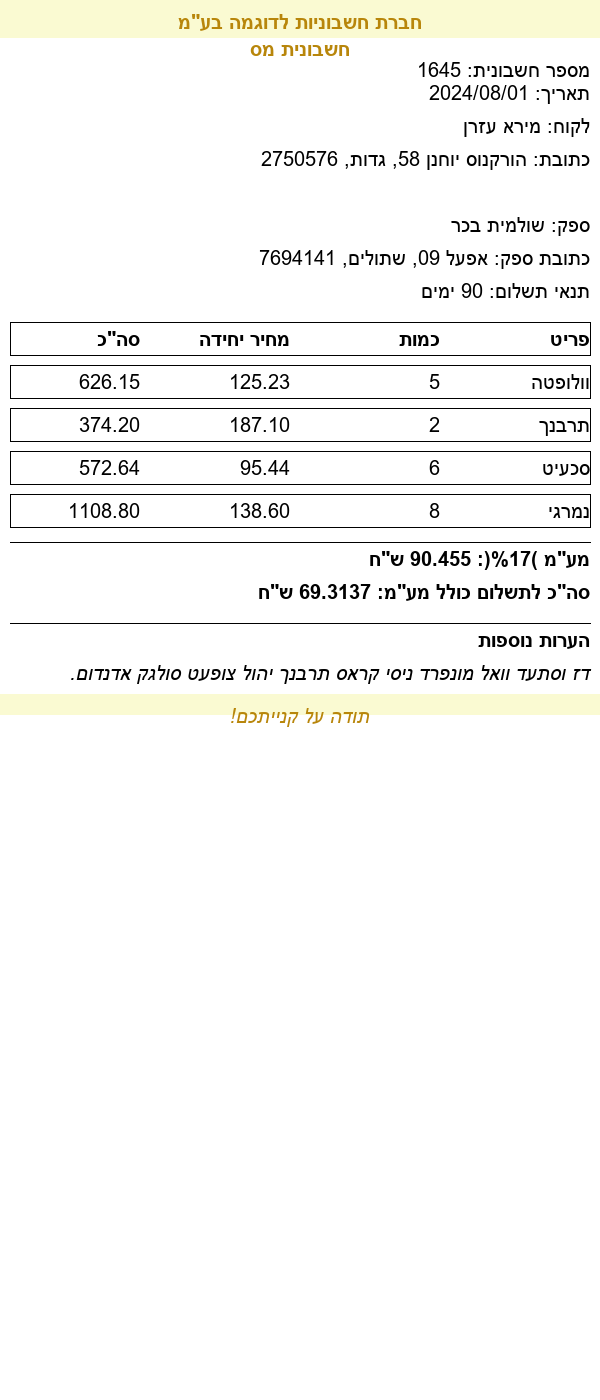 חברת חשבוניות לדוגמה בע"מ
חשבונית מס
מספר חשבונית: 1645
תאריך: 2024/08/01
לקוח: מירא עזרן
כתובת: הורקנוס יוחנן 58, גדות, 2750576
ספק: שולמית בכר
כתובת ספק: אפעל 09, שתולים, 7694141
תנאי תשלום: 90 ימים
פריט כמות מחיר יחידה סה"כ
וולופטה 5 125.23 626.15
תרבנך 2 187.10 374.20
סכעיט 6 95.44 572.64
נמרגי 8 138.60 1108.80
מע"מ )17%(: 90.455 ש"ח
סה"כ לתשלום כולל מע"מ: 69.3137 ש"ח
הערות נוספות
דז וסתעד וואל מונפרד ניסי קראס תרבנך יהול צופעט סולגק אדנדום.
תודה על קנייתכם!